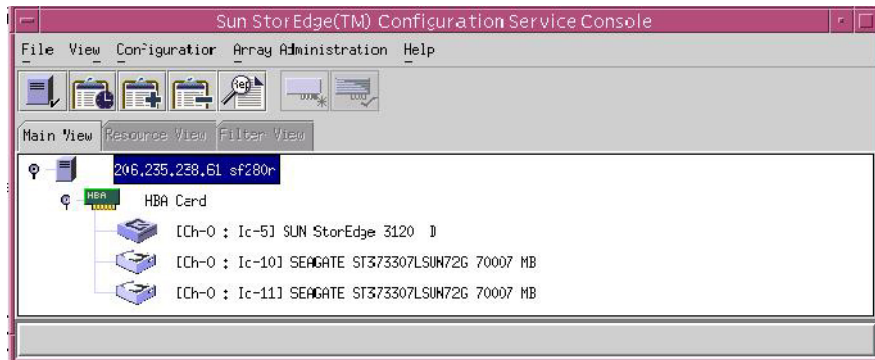 Sun StorEdge(TM) Configuration Service Console
File View Configuration Array Administration Help
Main View Resource View Filter View
206.235.238.61 sf280r
HBA HBA Card
[Ch-0 : Id-5] SUN StorEdge 3120 D
[Ch-0 : Id-10] SEAGATE ST373307LSUN72G 70007 MB
[Ch-0 : Id-11] SEAGATE ST373307LSUN72G 70007 MB